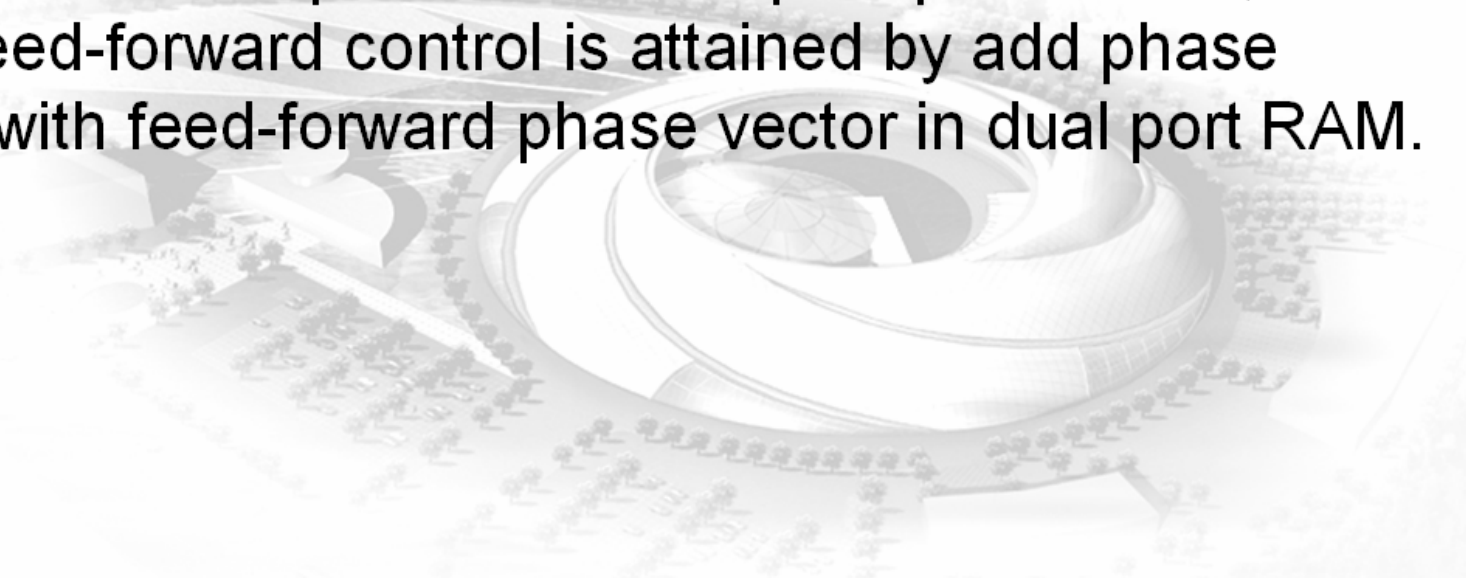 eed-forward control is attained by add phase
with feed-forward phase vector in dual port RAM.